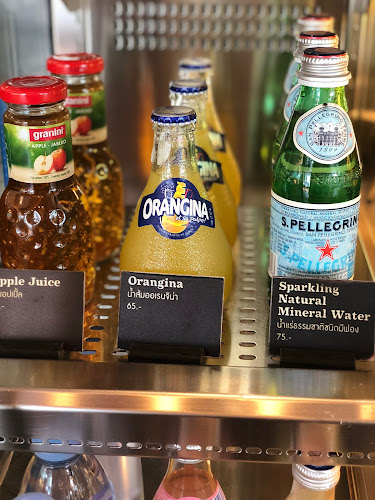 granini
APPLE - JABLKO
ORANGINA
S.PELLEGRINO
S.PELLEGRINO
Apple Juice
Orangina
น้ำส้มออเรนจิน่า
65.-
Sparkling
Natural
Mineral Water
น้ำแร่ธรรมชาติชนิดมีฟอง
75.-